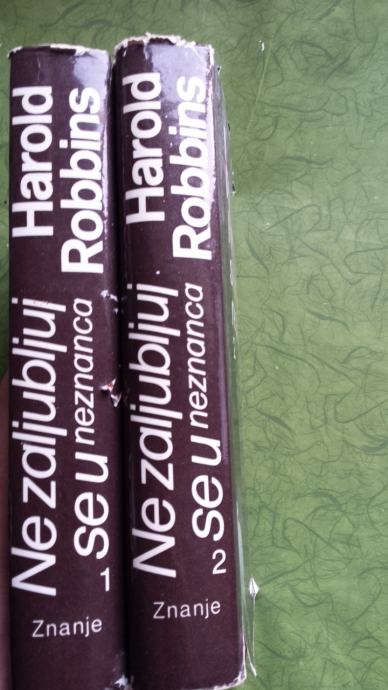 Harold
Robbins
Ne zaljubljuj
se u neznanca
1
Znanje
Harold
Robbins
Ne zaljubljuj
se u neznanca
2
Znanje